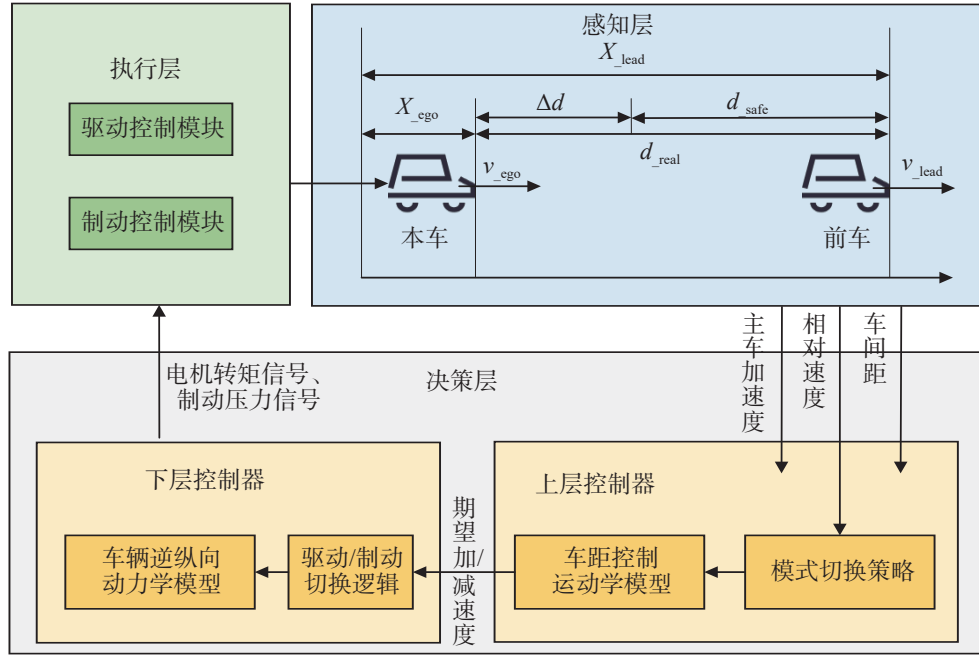 执行层
驱动控制模块
制动控制模块
感知层
X_lead
X_ego
Δd
d_safe
d_real
v_ego
v_lead
本车
前车
主车加速度
相对速度
车间距
电机转矩信号、
制动压力信号
决策层
下层控制器
车辆逆纵向
动力学模型
驱动/制动
切换逻辑
期望加/
减速度
上层控制器
车距控制
运动学模型
模式切换策略